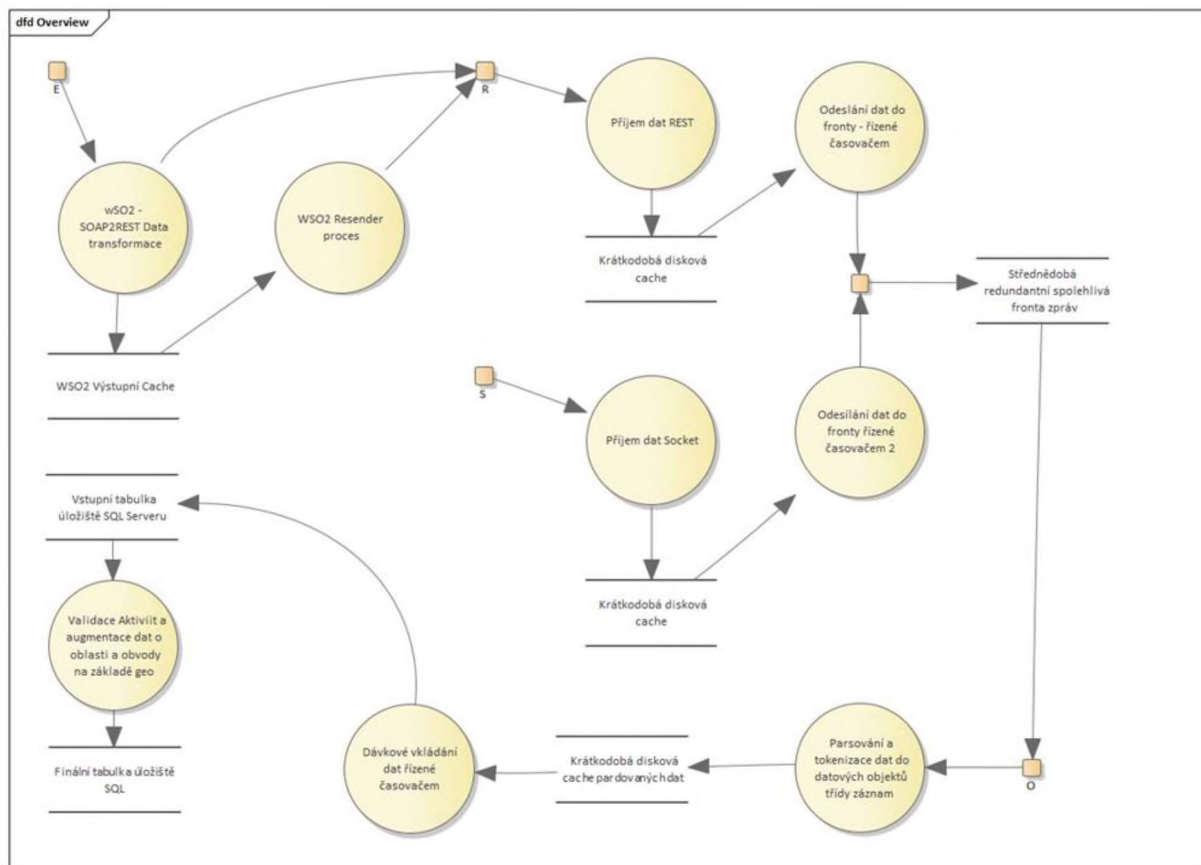 dfd Overview
E
R
Příjem dat REST
Odeslání dat do
fronty - řízené
časovačem
wSO2 -
SOAP2REST Data
transformace
WSO2 Resender
proces
Krátkodobá disková
cache
Střednědobá
redundantní spolehlivá
fronta zpráv
WSO2 Výstupní Cache
S
Příjem dat Socket
Odesílání dat do
fronty řízené
časovačem 2
Vstupní tabulka
úložiště SQL Serveru
Krátkodobá disková
cache
Validace Aktiviit a
augmentace dat o
oblasti a obvody
na základě geo
Finální tabulka úložiště
SQL
Dávkové vkládání
dat řízené
časovačem
Krátkodobá disková
cache pardovaných dat
Parsování a
tokenizace dat do
datových objektů
třídy záznam
O